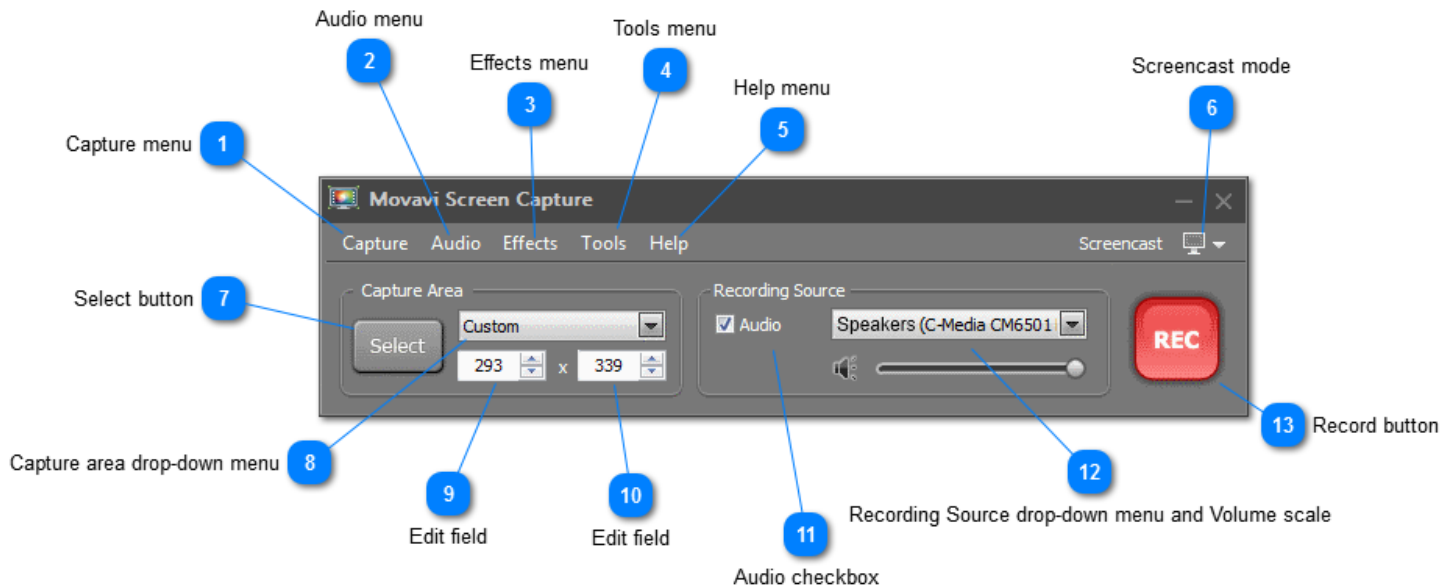 Audio menu
2
Tools menu
4
Effects menu
3
Screencast mode
6
Help menu
5
Capture menu 1
Movavi Screen Capture
Capture Audio Effects Tools Help Screencast
Select button 7
Capture Area
Select
Custom
293 x 339
Recording Source
Audio
Speakers (C-Media CM6501
REC
13 Record button
Capture area drop-down menu 8
9
Edit field
10
Edit field
12
Recording Source drop-down menu and Volume scale
11
Audio checkbox